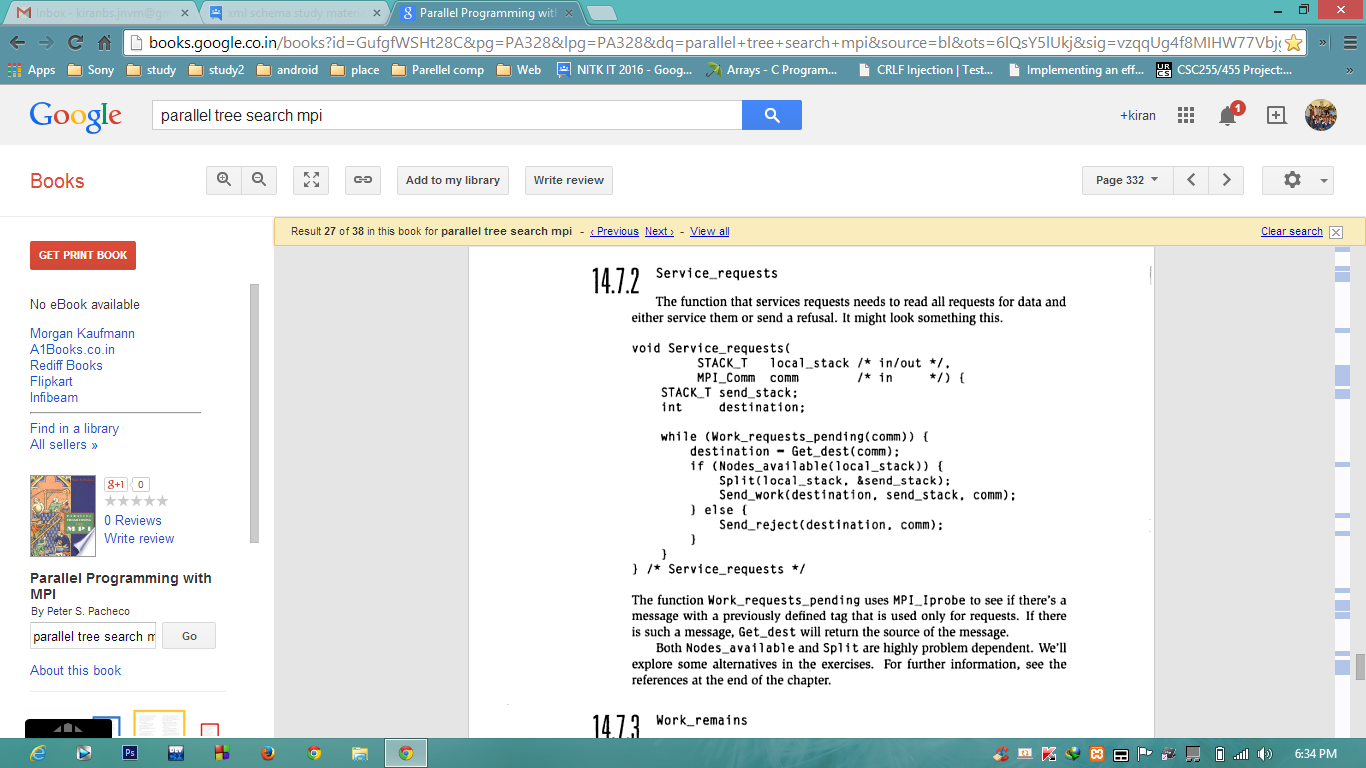 Inbox - kiranbs.jnvm@gm
xml schema study materi
Parallel Programming with
books.google.co.in/books?id=GufgfWSHt28C&pg=PA328&lpg=PA328&dq=parallel+tree+search+mpi&source=bl&ots=6lQsY5lUkj&sig=vzqqUg4f8MIHW77Vbjg
Apps Sony study study2 android place Parellel comp Web NITK IT 2016 - Goog... Arrays - C Program... CRLF Injection | Test... Implementing an eff... CSC255/455 Project:... »
Google
parallel tree search mpi
+kiran
1
Books
Add to my library
Write review
Page 332
Result 27 of 38 in this book for parallel tree search mpi - ‹ Previous Next › - View all
Clear search
GET PRINT BOOK
No eBook available
Morgan Kaufmann
A1Books.co.in
Rediff Books
Flipkart
Infibeam
Find in a library
All sellers »
g+1 0
0 Reviews
Write review
Parallel Programming with
MPI
By Peter S. Pacheco
parallel tree search m
Go
About this book
14.7.2 Service_requests
The function that services requests needs to read all requests for data and
either service them or send a refusal. It might look something this.
void Service_requests(
STACK_T local_stack /* in/out */,
MPI_Comm comm /* in */) {
STACK_T send_stack;
int destination;
while (Work_requests_pending(comm)) {
destination = Get_dest(comm);
if (Nodes_available(local_stack)) {
Split(local_stack, &send_stack);
Send_work(destination, send_stack, comm);
} else {
Send_reject(destination, comm);
}
}
} /* Service_requests */
The function Work_requests_pending uses MPI_Iprobe to see if there's a
message with a previously defined tag that is used only for requests. If there
is such a message, Get_dest will return the source of the message.
Both Nodes_available and Split are highly problem dependent. We'll
explore some alternatives in the exercises. For further information, see the
references at the end of the chapter.
14.7.3 Work_remains
6:34 PM